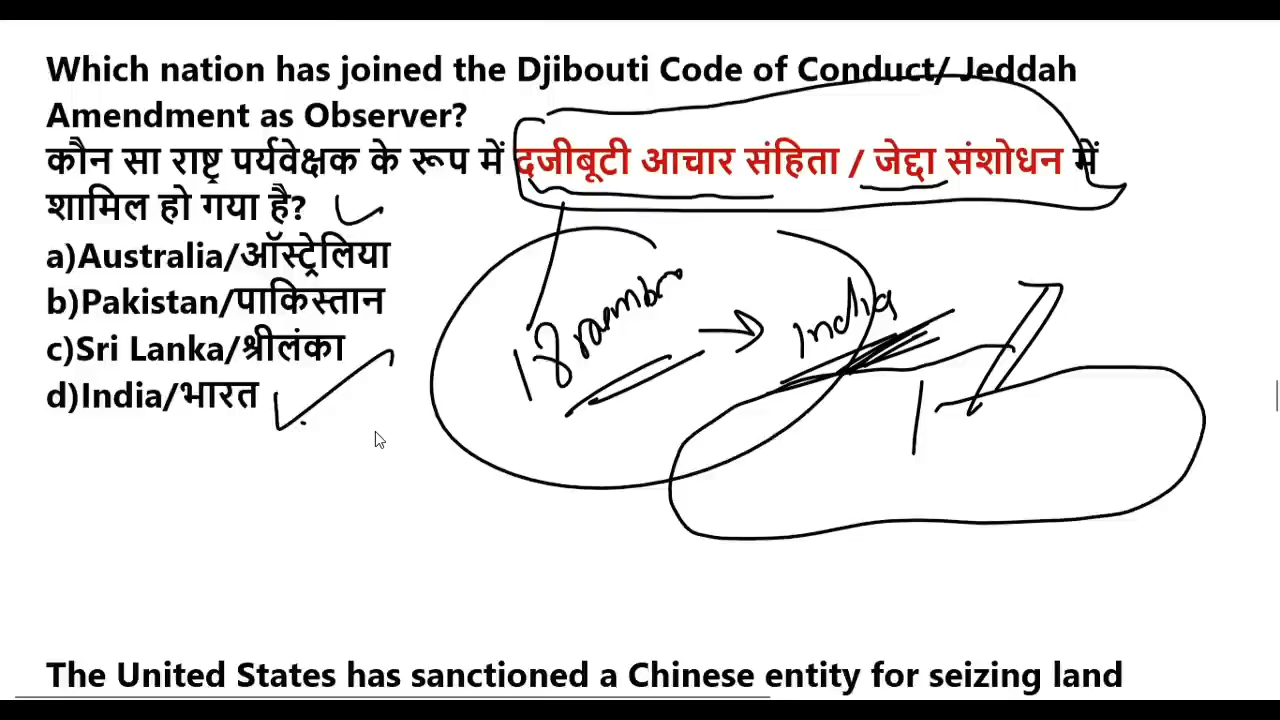 Which nation has joined the Djibouti Code of Conduct/ Jeddah
Amendment as Observer?
कौन सा राष्ट्र पर्यवेक्षक के रूप में दजीबूटी आचार संहिता / जेद्दा संशोधन में
शामिल हो गया है?
a)Australia/ऑस्ट्रेलिया
b)Pakistan/पाकिस्तान
c)Sri Lanka/श्रीलंका
d)India/भारत
18 → India
The United States has sanctioned a Chinese entity for seizing land